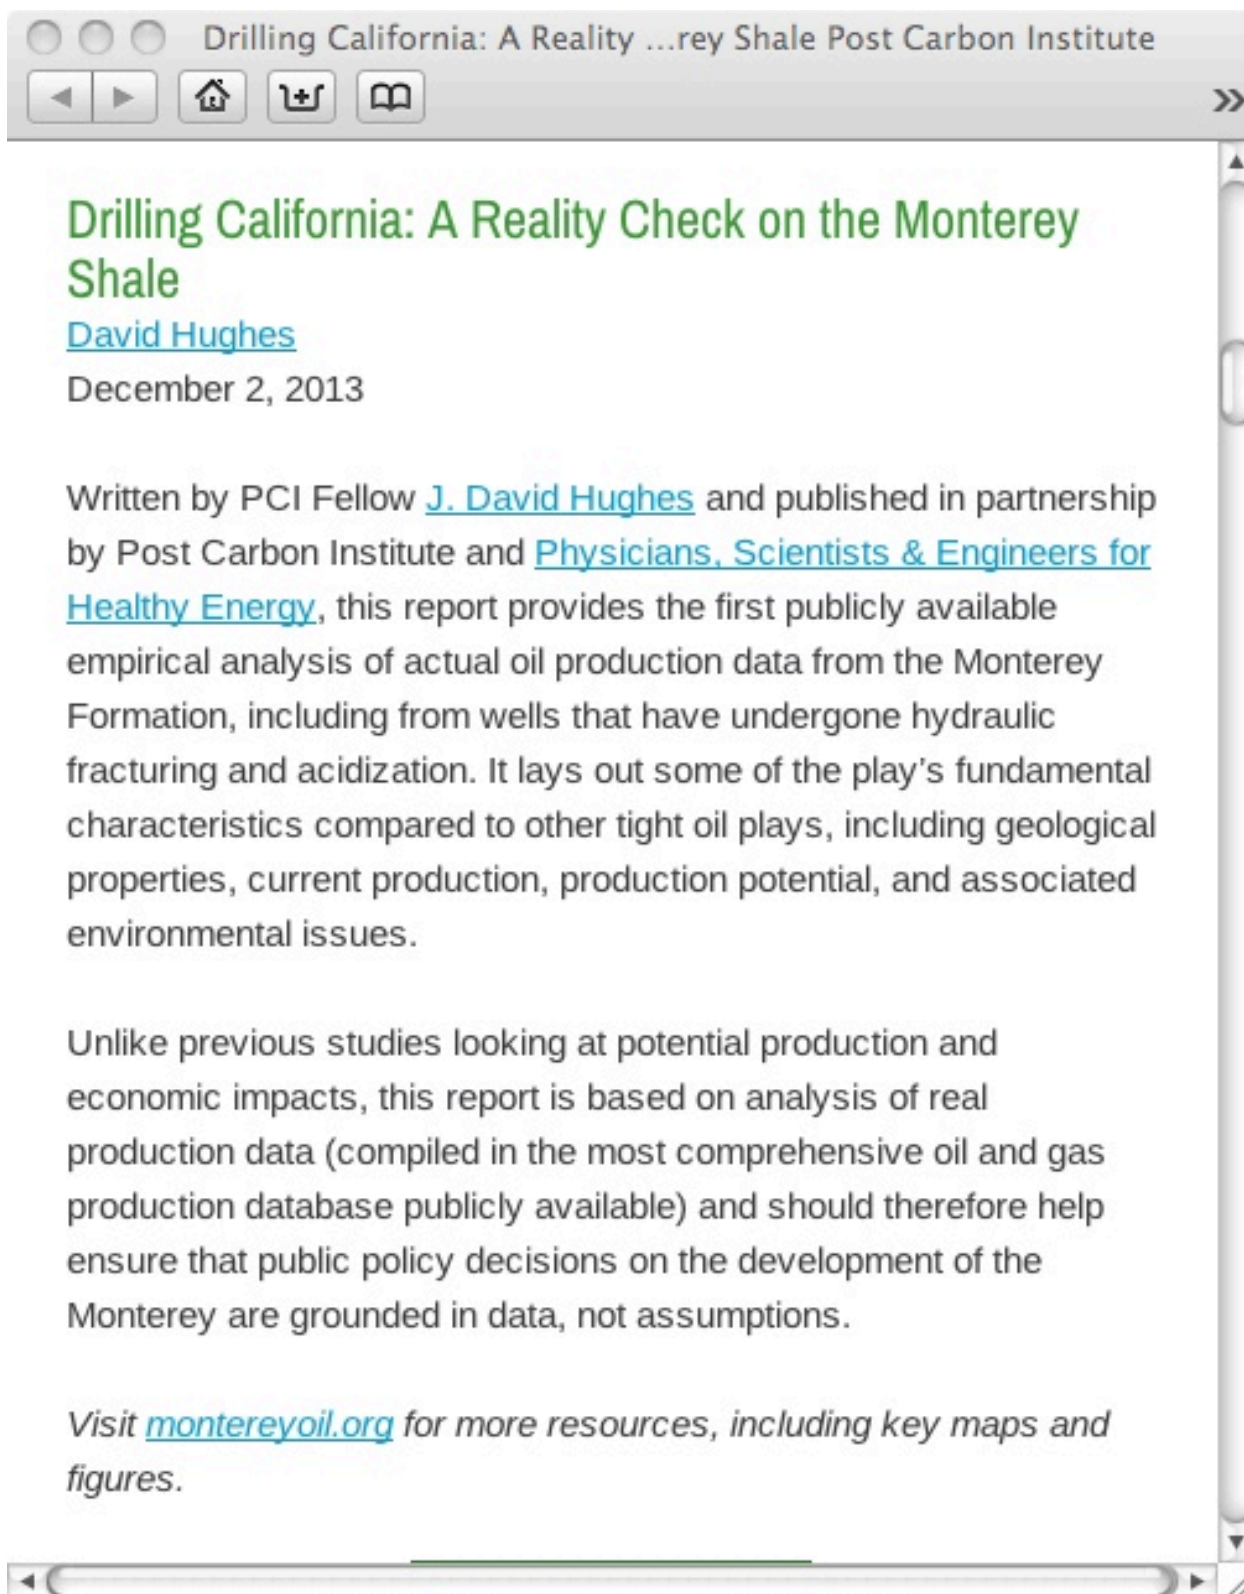 Drilling California: A Reality ...rey Shale Post Carbon Institute
Drilling California: A Reality Check on the Monterey
Shale
David Hughes
December 2, 2013
Written by PCI Fellow J. David Hughes and published in partnership
by Post Carbon Institute and Physicians, Scientists & Engineers for
Healthy Energy, this report provides the first publicly available
empirical analysis of actual oil production data from the Monterey
Formation, including from wells that have undergone hydraulic
fracturing and acidization. It lays out some of the play’s fundamental
characteristics compared to other tight oil plays, including geological
properties, current production, production potential, and associated
environmental issues.
Unlike previous studies looking at potential production and
economic impacts, this report is based on analysis of real
production data (compiled in the most comprehensive oil and gas
production database publicly available) and should therefore help
ensure that public policy decisions on the development of the
Monterey are grounded in data, not assumptions.
Visit montereyoil.org for more resources, including key maps and
figures.